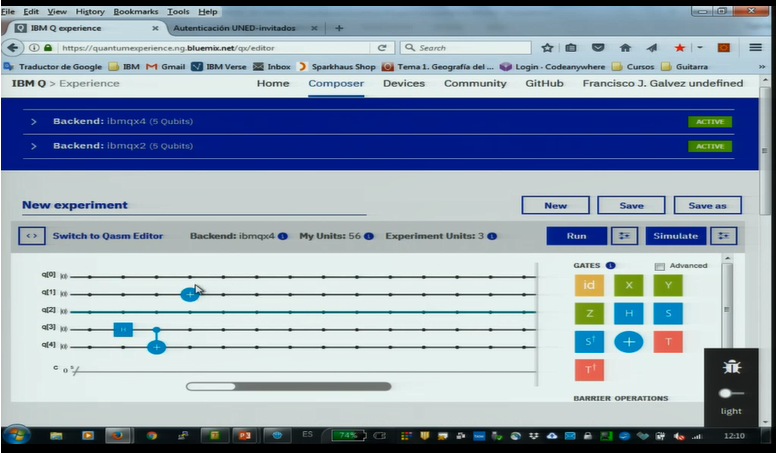 File Edit View History Bookmarks Tools Help
IBM Q experience × Autenticación UNED-invitados × +
https://quantumexperience.ng.bluemix.net/qx/editor Search
Traductor de Google IBM Gmail IBM Verse Inbox Sparkhaus Shop Tema 1. Geografía del ... Login - Codeanywhere Cursos Guitarra »
IBM Q > Experience Home Composer Devices Community GitHub Francisco J. Galvez undefined
> Backend: ibmqx4 (5 Qubits) ACTIVE
> Backend: ibmqx2 (5 Qubits) ACTIVE
New experiment New Save Save as
<> Switch to Qasm Editor Backend: ibmqx4 My Units: 56 Experiment Units: 3 Run Simulate
GATES Advanced
q[0] |0⟩
q[1] |0⟩ +
q[2] |0⟩
q[3] |0⟩ H
q[4] |0⟩ +
c 0 5
id X Y
Z H S
S† + T
T†
BARRIER OPERATIONS
light
ES 74% 12:10